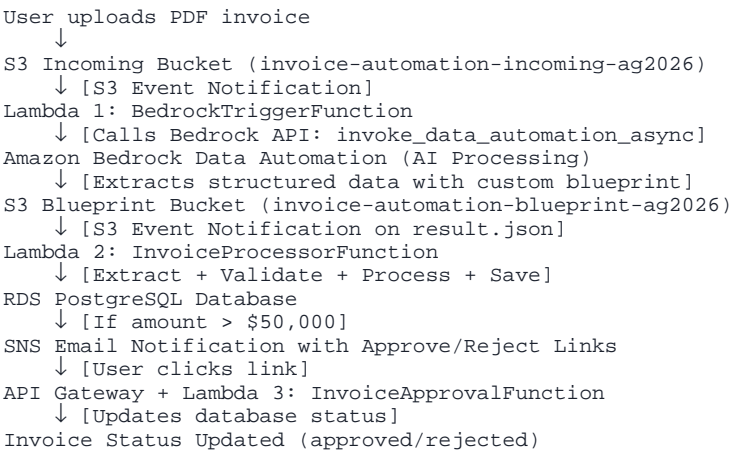 User uploads PDF invoice
↓
S3 Incoming Bucket (invoice-automation-incoming-ag2026)
↓ [S3 Event Notification]
Lambda 1: BedrockTriggerFunction
↓ [Calls Bedrock API: invoke_data_automation_async]
Amazon Bedrock Data Automation (AI Processing)
↓ [Extracts structured data with custom blueprint]
S3 Blueprint Bucket (invoice-automation-blueprint-ag2026)
↓ [S3 Event Notification on result.json]
Lambda 2: InvoiceProcessorFunction
↓ [Extract + Validate + Process + Save]
RDS PostgreSQL Database
↓ [If amount > $50,000]
SNS Email Notification with Approve/Reject Links
↓ [User clicks link]
API Gateway + Lambda 3: InvoiceApprovalFunction
↓ [Updates database status]
Invoice Status Updated (approved/rejected)